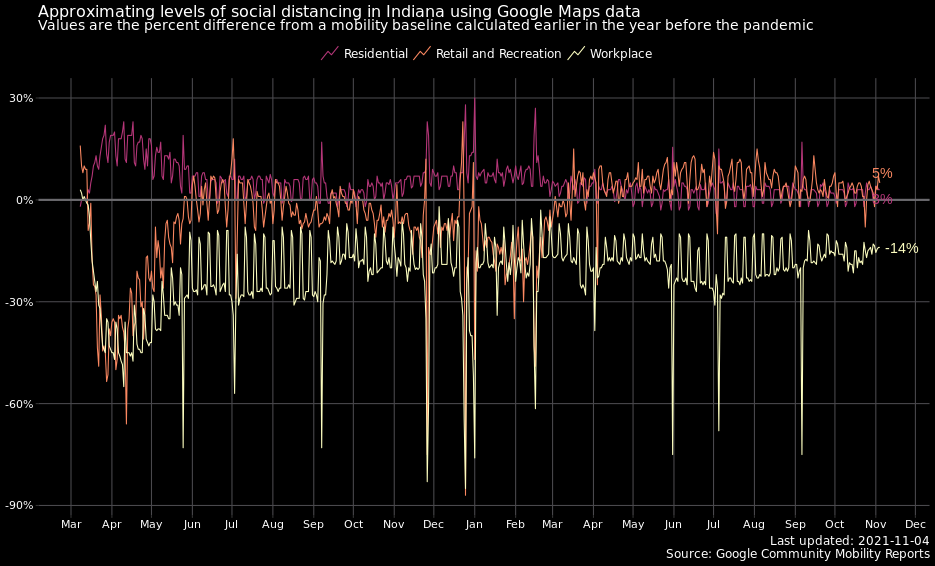 Approximating levels of social distancing in Indiana using Google Maps data
Values are the percent difference from a mobility baseline calculated earlier in the year before the pandemic
Residential Retail and Recreation Workplace
30%
0%
-30%
-60%
-90%
5%
0%
-14%
Mar Apr May Jun Jul Aug Sep Oct Nov Dec Jan Feb Mar Apr May Jun Jul Aug Sep Oct Nov Dec
Last updated: 2021-11-04
Source: Google Community Mobility Reports